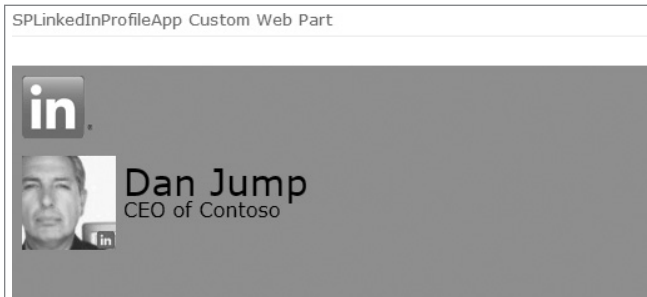 SPLinkedInProfileApp Custom Web Part
in
Dan Jump
CEO of Contoso
in